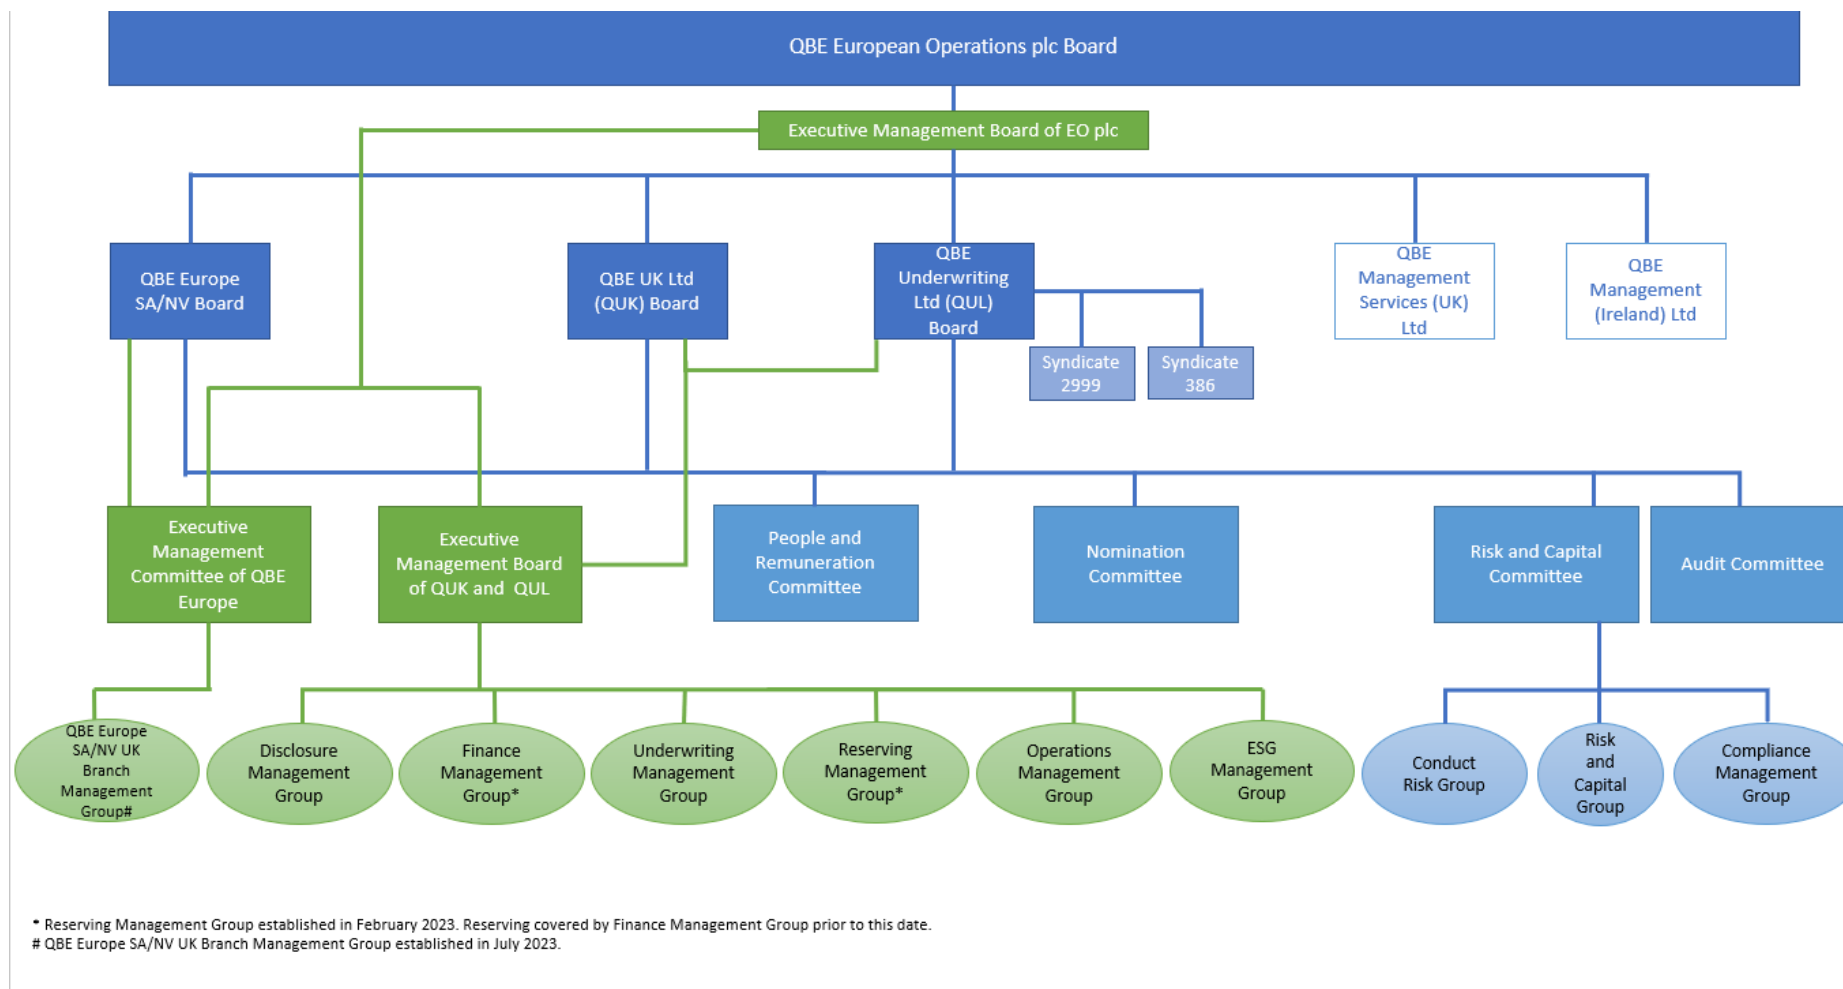 QBE European Operations plc Board
Executive Management Board of EO plc
QBE Europe
SA/NV Board
QBE UK Ltd
(QUK) Board
QBE
Underwriting
Ltd (QUL)
Board
QBE
Management
Services (UK)
Ltd
QBE
Management
(Ireland) Ltd
Syndicate
2999
Syndicate
386
Executive
Management
Committee of QBE
Europe
Executive
Management Board
of QUK and QUL
People and
Remuneration
Committee
Nomination
Committee
Risk and Capital
Committee
Audit Committee
QBE Europe
SA/NV UK
Branch
Management
Group#
Disclosure
Management
Group
Finance
Management
Group*
Underwriting
Management
Group
Reserving
Management
Group*
Operations
Management
Group
ESG
Management
Group
Conduct
Risk Group
Risk
and
Capital
Group
Compliance
Management
Group
* Reserving Management Group established in February 2023. Reserving covered by Finance Management Group prior to this date.
# QBE Europe SA/NV UK Branch Management Group established in July 2023.